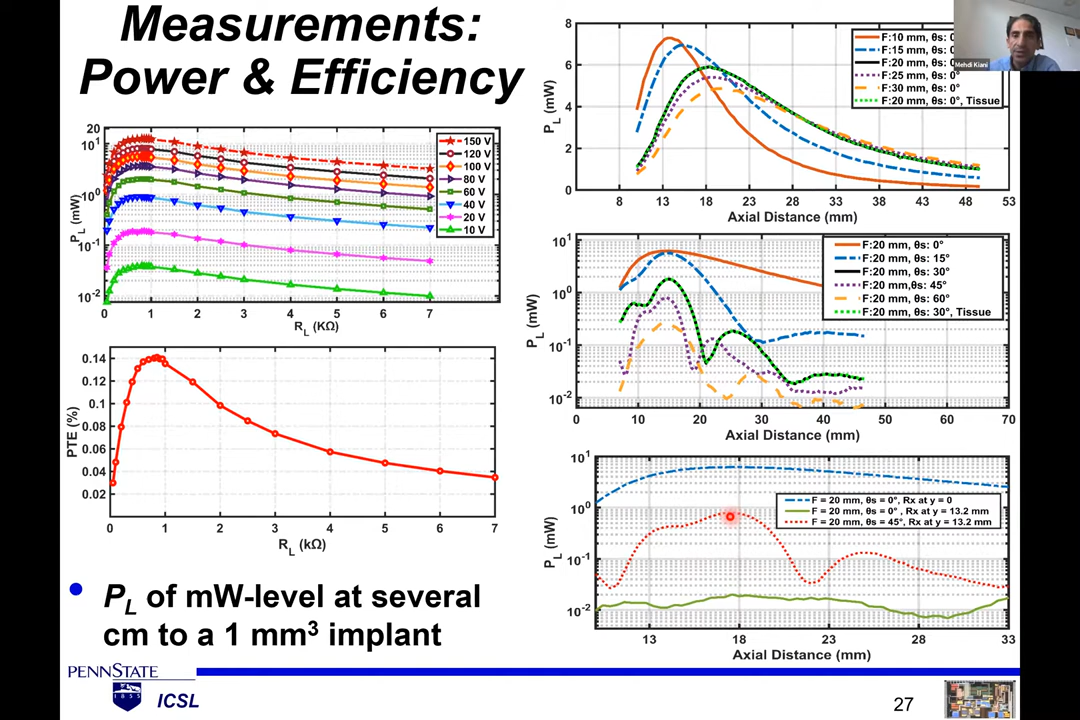 Measurements:
Power & Efficiency
20
10¹
10⁰
10⁻¹
10⁻²
P_L (mW)
150 V
120 V
100 V
80 V
60 V
40 V
20 V
10 V
0 1 2 3 4 5 6 7
R_L (KΩ)
0.14
0.12
0.1
0.08
0.06
0.04
0.02
PTE (%)
0 1 2 3 4 5 6 7
R_L (kΩ)
• P_L of mW-level at several
cm to a 1 mm³ implant
8
6
4
2
0
P_L (mW)
F:10 mm, θs: 0
F:15 mm, θs: 0
F:20 mm, θs: 0
F:25 mm, θs: 0°
F:30 mm, θs: 0°
F:20 mm, θs: 0°, Tissue
8 13 18 23 28 33 38 43 48 53
Axial Distance (mm)
10¹
10⁰
10⁻¹
10⁻²
P_L (mW)
F:20 mm, θs: 0°
F:20 mm, θs: 15°
F:20 mm, θs: 30°
F:20 mm,θs: 45°
F:20 mm, θs: 60°
F:20 mm, θs: 30°, Tissue
0 10 20 30 40 50 60 70
Axial Distance (mm)
10¹
10⁰
10⁻¹
10⁻²
P_L (mW)
F = 20 mm, θs = 0°, Rx at y = 0
F = 20 mm, θs = 0° , Rx at y = 13.2 mm
F = 20 mm, θs = 45°, Rx at y = 13.2 mm
13 18 23 28 33
Axial Distance (mm)
Mehdi Kiani
PENNSTATE
1855
ICSL
27